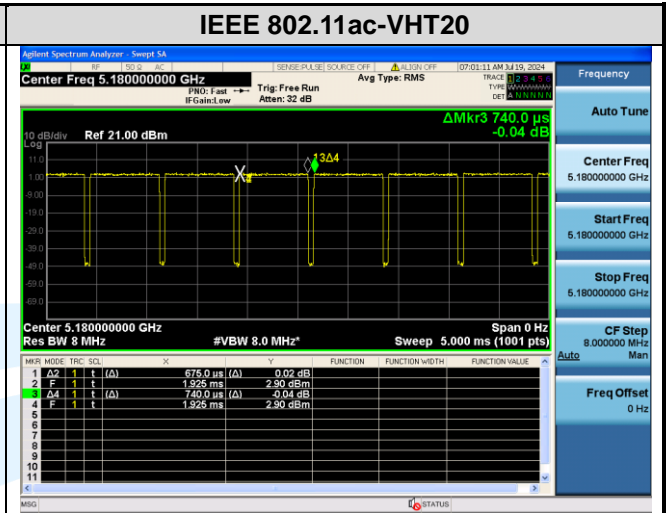 IEEE 802.11ac-VHT20
Agilent Spectrum Analyzer - Swept SA
RF 50 Ω AC SENSE:PULSE SOURCE OFF ALIGN OFF 07:01:11 AM Jul 19, 2024
Center Freq 5.180000000 GHz Avg Type: RMS TRACE 1 2 3 4 5 6
PNO: Fast Trig: Free Run TYPE WWWWWW
IFGain:Low Atten: 32 dB DET A N N N N N
Frequency
Auto Tune
Center Freq
5.180000000 GHz
Start Freq
5.180000000 GHz
Stop Freq
5.180000000 GHz
CF Step
8.000000 MHz
Auto Man
Freq Offset
0 Hz
ΔMkr3 740.0 µs
-0.04 dB
10 dB/div Ref 21.00 dBm
Log
11.0
1.00
-9.00
-19.0
-29.0
-39.0
-49.0
-59.0
-69.0
13Δ4
Center 5.180000000 GHz Span 0 Hz
Res BW 8 MHz #VBW 8.0 MHz* Sweep 5.000 ms (1001 pts)
MKR MODE TRC SCL X Y FUNCTION FUNCTION WIDTH FUNCTION VALUE
1 Δ2 1 t (Δ) 675.0 µs (Δ) 0.02 dB
2 F 1 t 1.925 ms 2.90 dBm
3 Δ4 1 t (Δ) 740.0 µs (Δ) -0.04 dB
4 F 1 t 1.925 ms 2.90 dBm
5
6
7
8
9
10
11
MSG STATUS